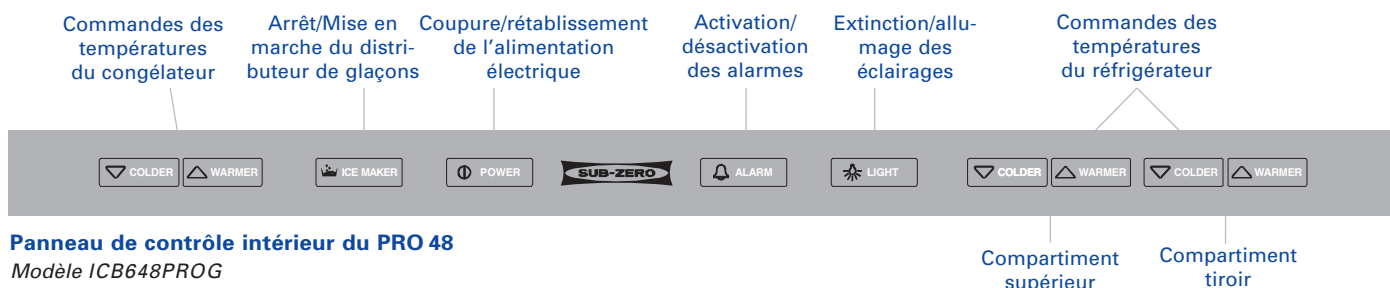 Commandes des
températures
du congélateur
Arrêt/Mise en
marche du distri-
buteur de glaçons
Coupure/rétablissement
de l'alimentation
électrique
Activation/
désactivation
des alarmes
Extinction/allu-
mage des
éclairages
Commandes des
températures
du réfrigérateur
COLDER WARMER ICE MAKER POWER SUB-ZERO ALARM LIGHT COLDER WARMER COLDER WARMER
Panneau de contrôle intérieur du PRO 48
Modèle ICB648PROG
Compartiment
supérieur
Compartiment
tiroir